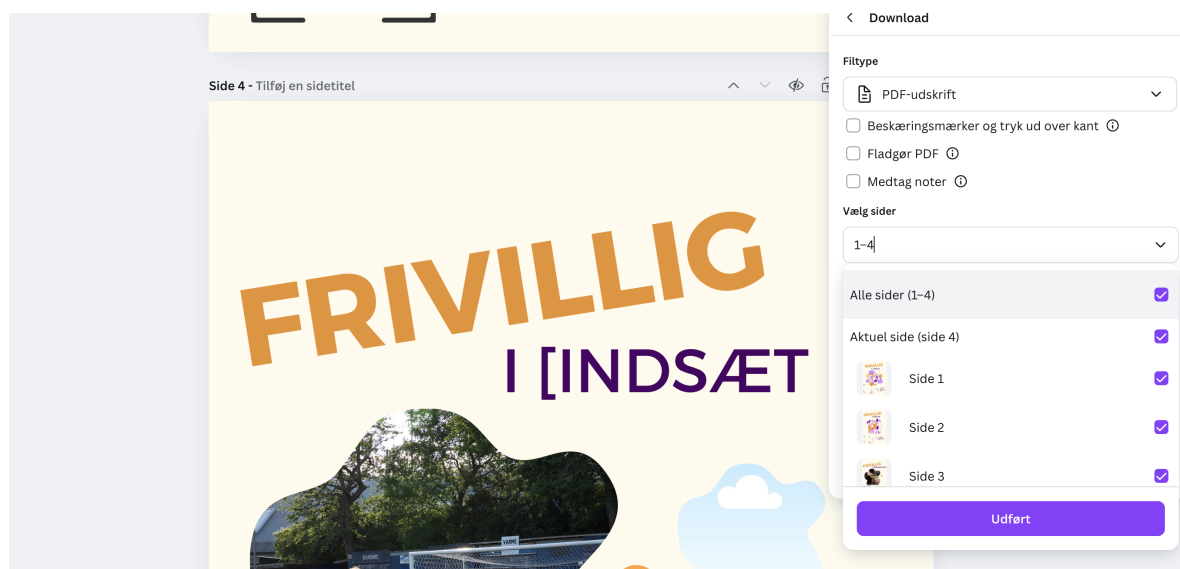 Download
Filtype
PDF-udskrift
Beskæringsmærker og tryk ud over kant
Fladgør PDF
Medtag noter
Vælg sider
1–4
Alle sider (1–4)
Aktuel side (side 4)
Side 1
Side 2
Side 3
Udført
Side 4 - Tilføj en sidetitel
FRIVILLIG
I [INDSÆT
VARME